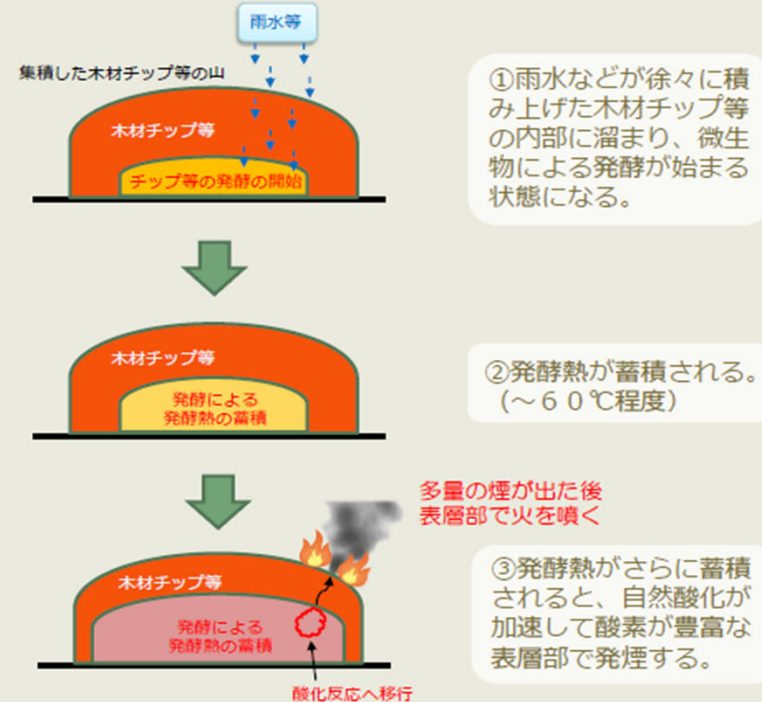 雨水等
集積した木材チップ等の山
木材チップ等
チップ等の発酵の開始
①雨水などが徐々に積
み上げた木材チップ等
の内部に溜まり、微生
物による発酵が始まる
状態になる。
木材チップ等
発酵による
発酵熱の蓄積
②発酵熱が蓄積される。
(～６０℃程度)
多量の煙が出た後
表層部で火を噴く
木材チップ等
発酵による
発酵熱の蓄積
酸化反応へ移行
③発酵熱がさらに蓄積
されると、自然酸化が
加速して酸素が豊富な
表層部で発煙する。